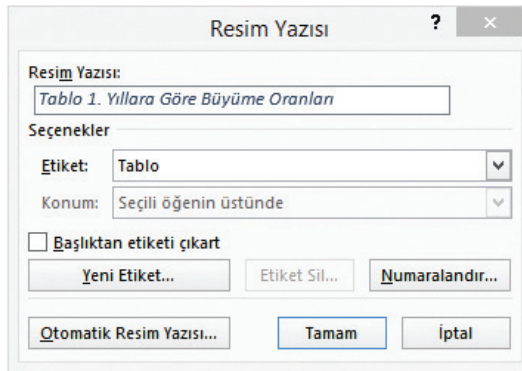 Resim Yazısı
?
Resim Yazısı:
Tablo 1. Yıllara Göre Büyüme Oranları
Seçenekler
Etiket: Tablo
Konum: Seçili öğenin üstünde
Başlıktan etiketi çıkart
Yeni Etiket... Etiket Sil... Numaralandır...
Otomatik Resim Yazısı... Tamam İptal